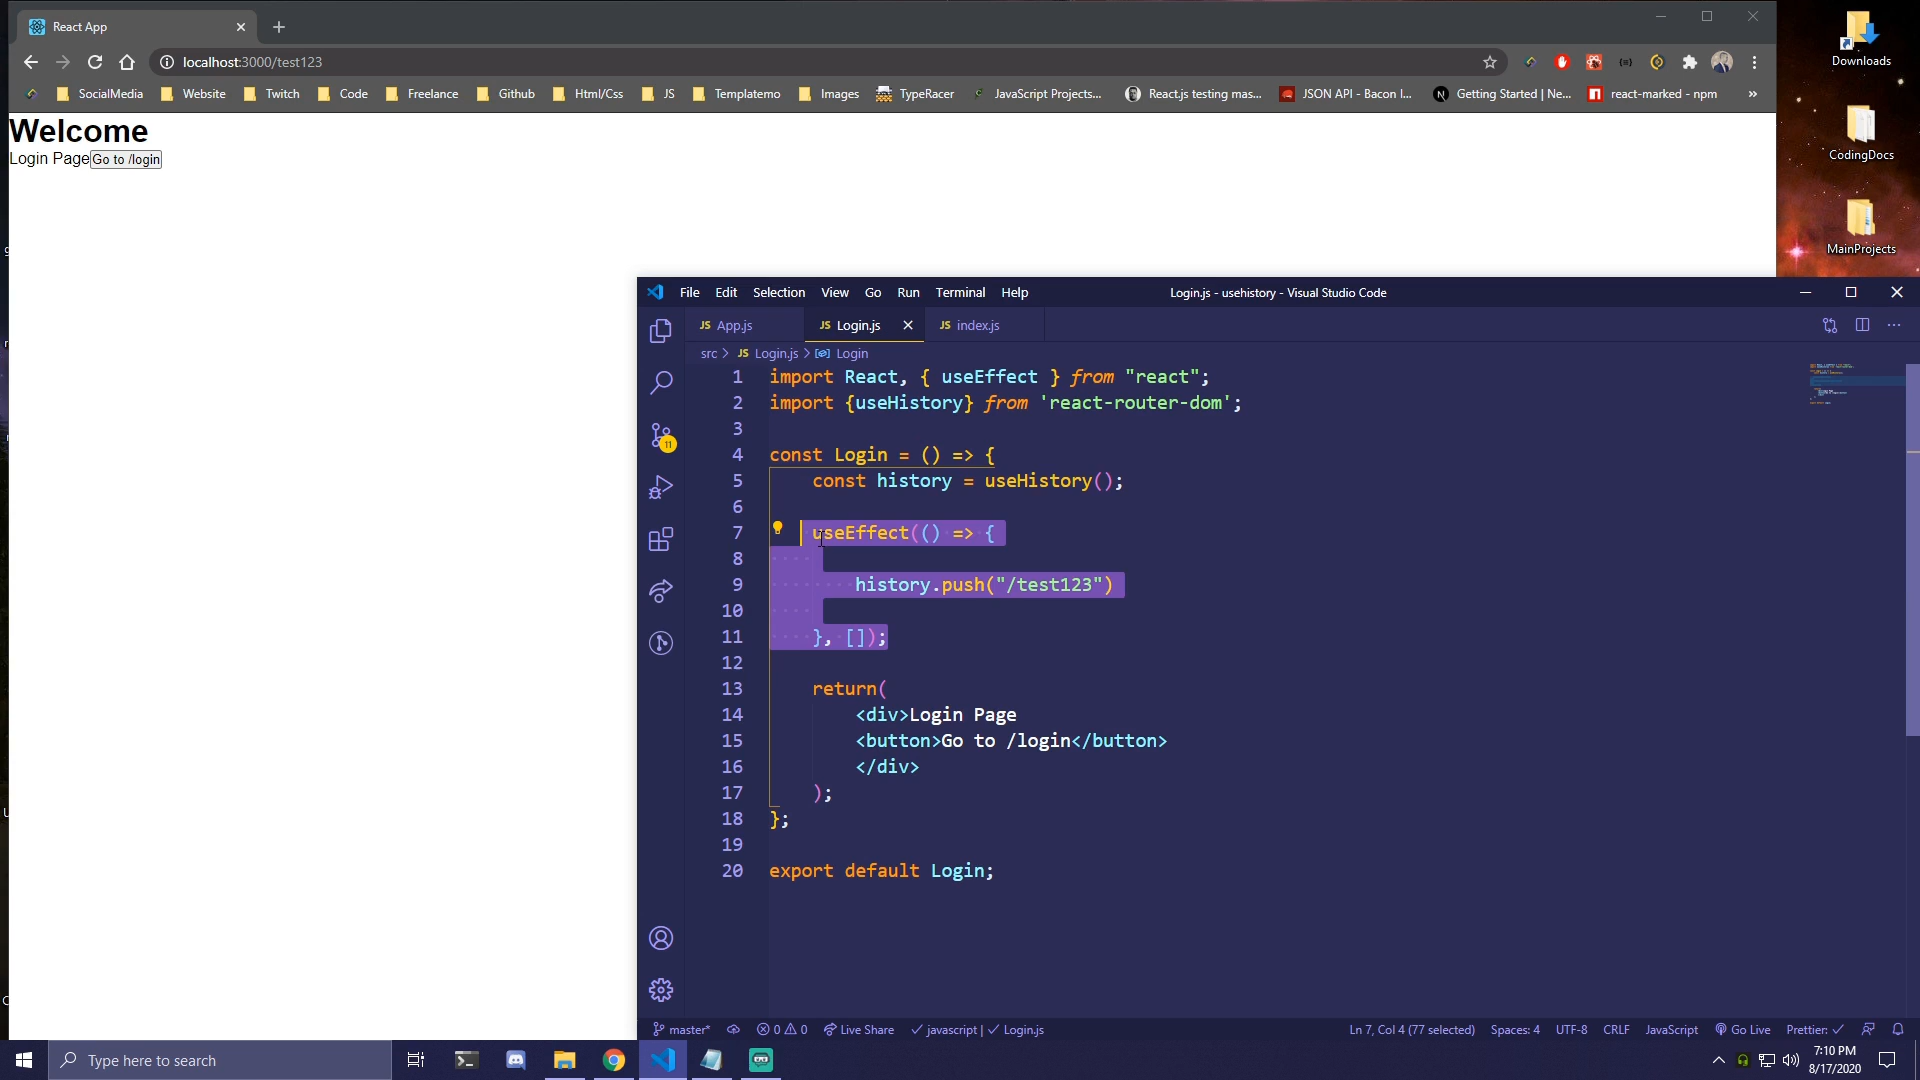 React App
localhost:3000/test123
SocialMedia Website Twitch Code Freelance Github Html/Css JS Templatemo Images TypeRacer JavaScript Projects... React.js testing mas... JSON API - Bacon I... Getting Started | Ne... react-marked - npm »
Welcome
Login Page Go to /login
Downloads
CodingDocs
MainProjects
File Edit Selection View Go Run Terminal Help Login.js - usehistory - Visual Studio Code
JS App.js JS Login.js JS index.js
src > JS Login.js > Login
1 import React, { useEffect } from "react";
2 import {useHistory} from 'react-router-dom';
3
4 const Login = () => {
5 const history = useHistory();
6
7 useEffect(() => {
8
9 history.push("/test123")
10
11 }, []);
12
13 return(
14 <div>Login Page
15 <button>Go to /login</button>
16 </div>
17 );
18 };
19
20 export default Login;
11
master* 0 0 Live Share javascript | Login.js Ln 7, Col 4 (77 selected) Spaces: 4 UTF-8 CRLF JavaScript Go Live Prettier: ✓
Type here to search
7:10 PM
8/17/2020